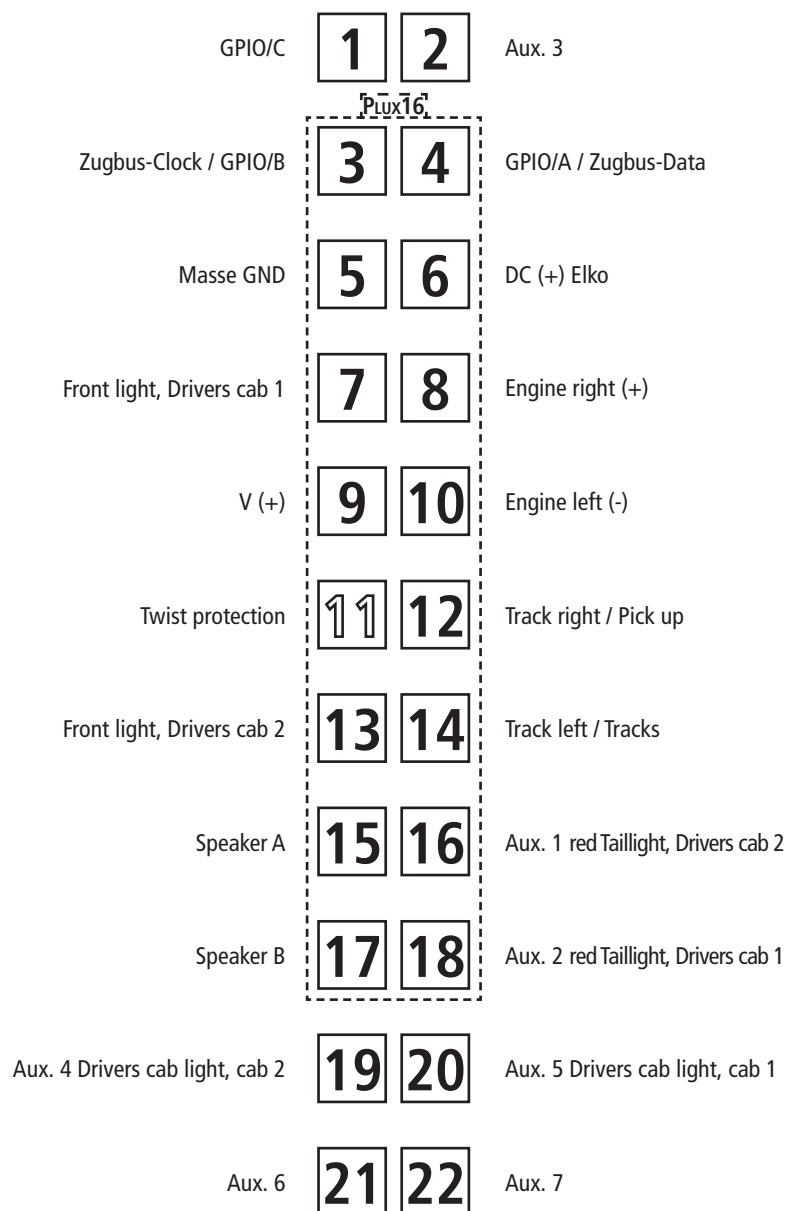 GPIO/C 1 2 Aux. 3
PLUX16
Zugbus-Clock / GPIO/B 3 4 GPIO/A / Zugbus-Data
Masse GND 5 6 DC (+) Elko
Front light, Drivers cab 1 7 8 Engine right (+)
V (+) 9 10 Engine left (-)
Twist protection 11 12 Track right / Pick up
Front light, Drivers cab 2 13 14 Track left / Tracks
Speaker A 15 16 Aux. 1 red Taillight, Drivers cab 2
Speaker B 17 18 Aux. 2 red Taillight, Drivers cab 1
Aux. 4 Drivers cab light, cab 2 19 20 Aux. 5 Drivers cab light, cab 1
Aux. 6 21 22 Aux. 7